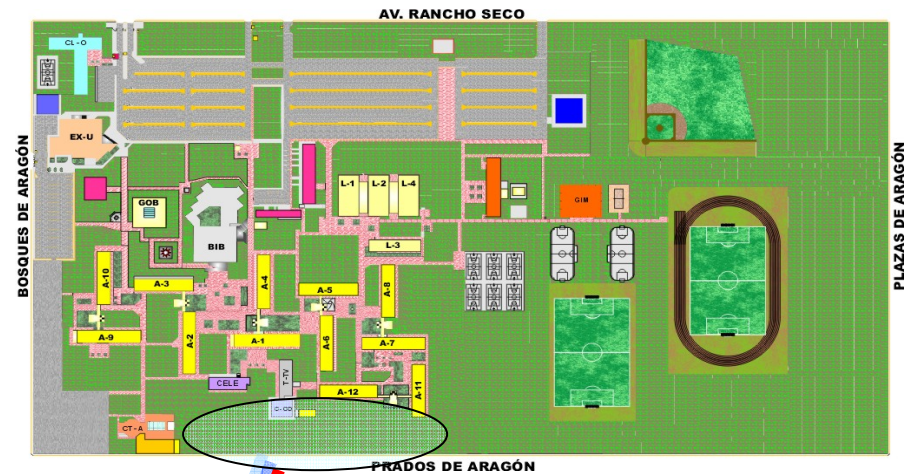 AV. RANCHO SECO
CL-O
EX-U
BOSQUES DE ARAGÓN
PLAZAS DE ARAGÓN
L-1
L-2
L-4
GOB
GIM
BIB
L-3
A-10
A-3
A-4
A-5
A-8
A-9
A-2
A-1
A-6
A-7
CELE
T-TV
A-12
A-11
CT-A
PRADOS DE ARAGÓN